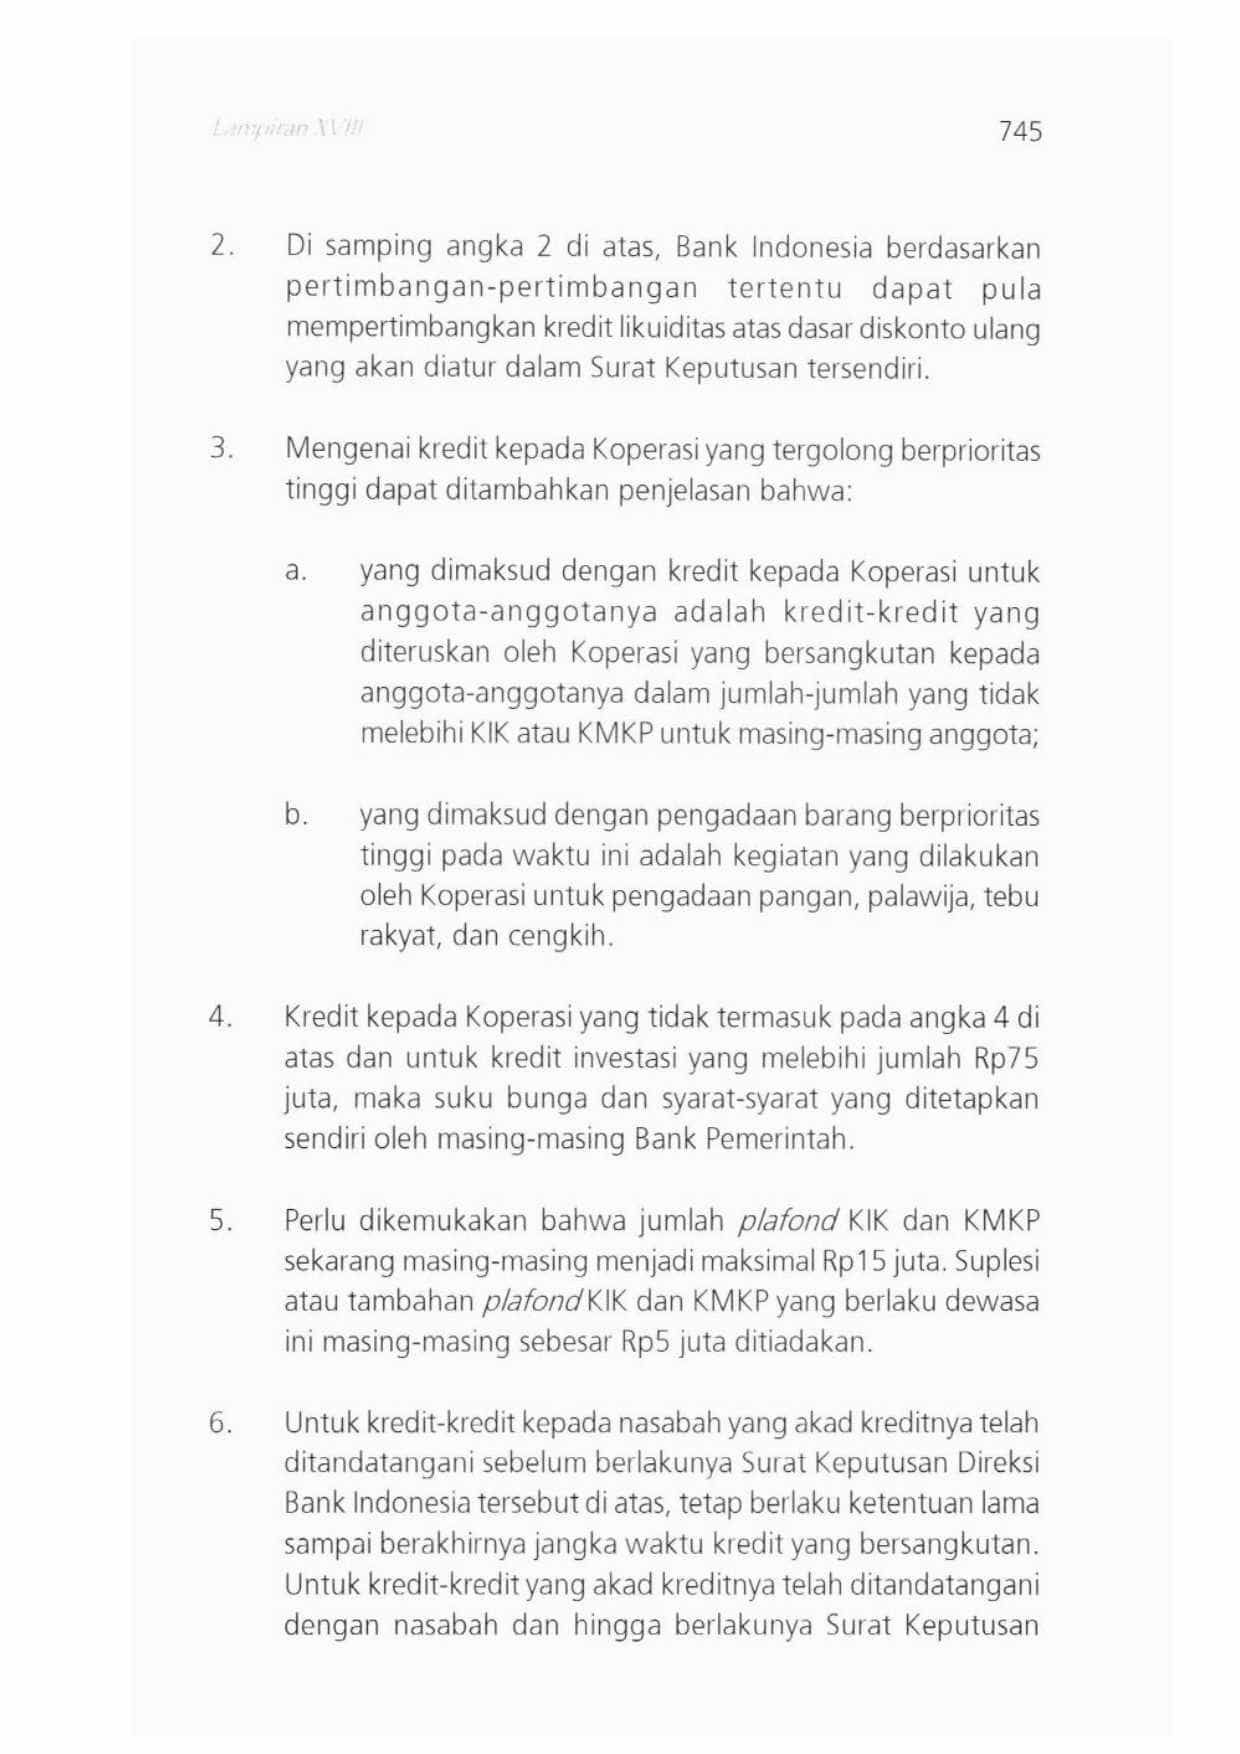 Lampiran XVIII
745
2. Di samping angka 2 di atas, Bank Indonesia berdasarkan
pertimbangan-pertimbangan tertentu dapat pula
mempertimbangkan kredit likuiditas atas dasar diskonto ulang
yang akan diatur dalam Surat Keputusan tersendiri.
3. Mengenai kredit kepada Koperasi yang tergolong berprioritas
tinggi dapat ditambahkan penjelasan bahwa:
a. yang dimaksud dengan kredit kepada Koperasi untuk
anggota-anggotanya adalah kredit-kredit yang
diteruskan oleh Koperasi yang bersangkutan kepada
anggota-anggotanya dalam jumlah-jumlah yang tidak
melebihi KIK atau KMKP untuk masing-masing anggota;
b. yang dimaksud dengan pengadaan barang berprioritas
tinggi pada waktu ini adalah kegiatan yang dilakukan
oleh Koperasi untuk pengadaan pangan, palawija, tebu
rakyat, dan cengkih.
4. Kredit kepada Koperasi yang tidak termasuk pada angka 4 di
atas dan untuk kredit investasi yang melebihi jumlah Rp75
juta, maka suku bunga dan syarat-syarat yang ditetapkan
sendiri oleh masing-masing Bank Pemerintah.
5. Perlu dikemukakan bahwa jumlah plafond KIK dan KMKP
sekarang masing-masing menjadi maksimal Rp15 juta. Suplesi
atau tambahan plafond KIK dan KMKP yang berlaku dewasa
ini masing-masing sebesar Rp5 juta ditiadakan.
6. Untuk kredit-kredit kepada nasabah yang akad kreditnya telah
ditandatangani sebelum berlakunya Surat Keputusan Direksi
Bank Indonesia tersebut di atas, tetap berlaku ketentuan lama
sampai berakhirnya jangka waktu kredit yang bersangkutan.
Untuk kredit-kredit yang akad kreditnya telah ditandatangani
dengan nasabah dan hingga berlakunya Surat Keputusan